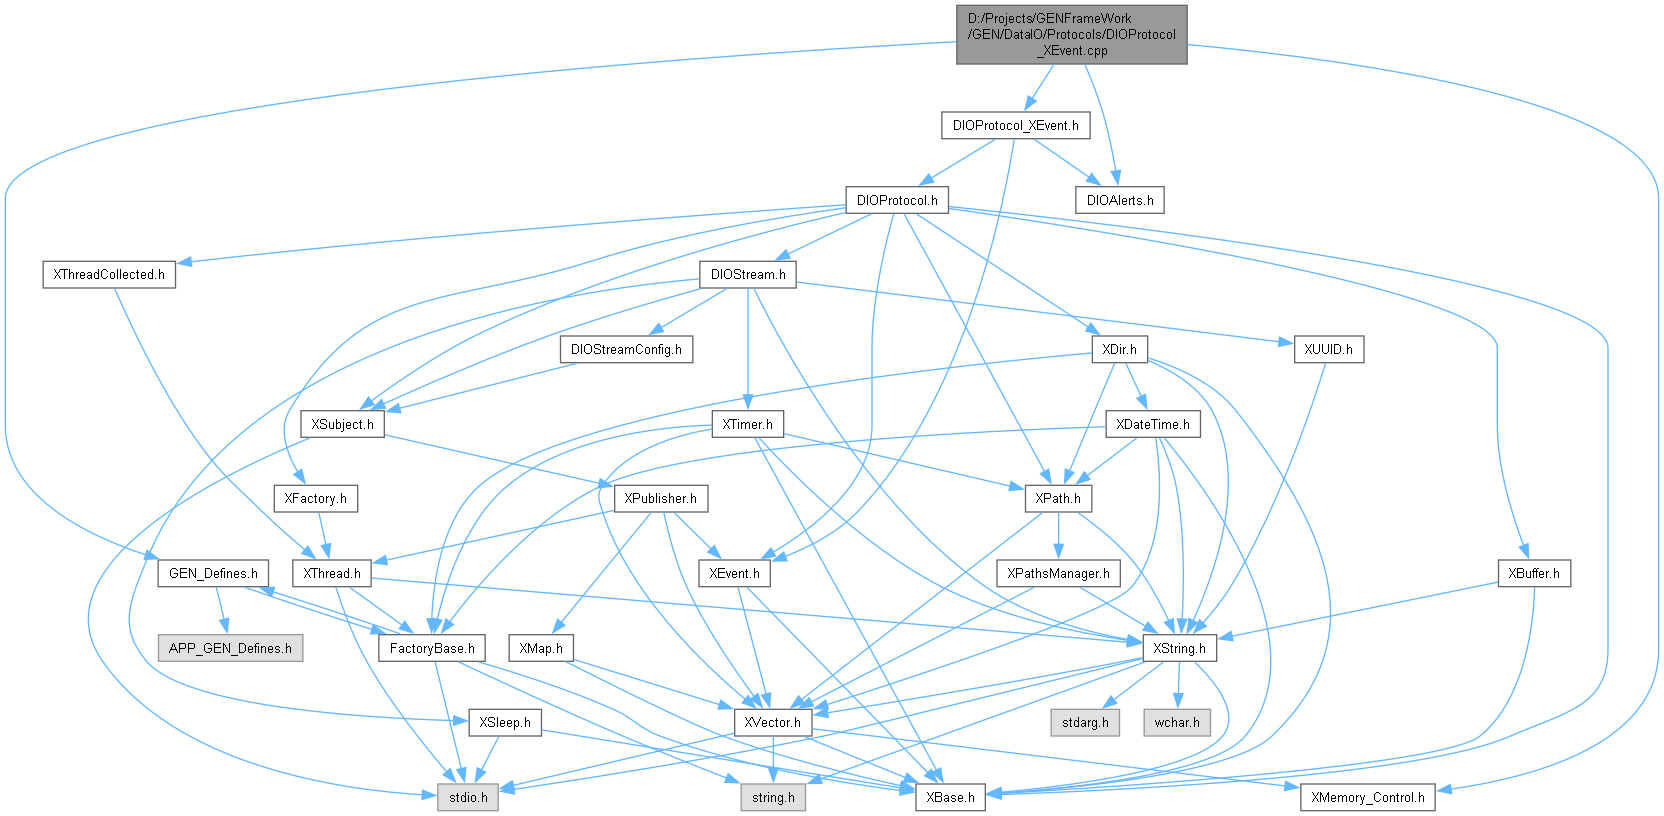 D:/Projects/GENFrameWork
/GEN/DataIO/Protocols/DIOProtocol
_XEvent.cpp
DIOProtocol_XEvent.h
DIOProtocol.h
DIOAlerts.h
XThreadCollected.h
DIOStream.h
DIOStreamConfig.h
XDir.h
XUUID.h
XSubject.h
XTimer.h
XDateTime.h
XFactory.h
XPublisher.h
XPath.h
GEN_Defines.h
XThread.h
XEvent.h
XPathsManager.h
XBuffer.h
APP_GEN_Defines.h
FactoryBase.h
XMap.h
XString.h
XSleep.h
XVector.h
stdarg.h
wchar.h
stdio.h
string.h
XBase.h
XMemory_Control.h